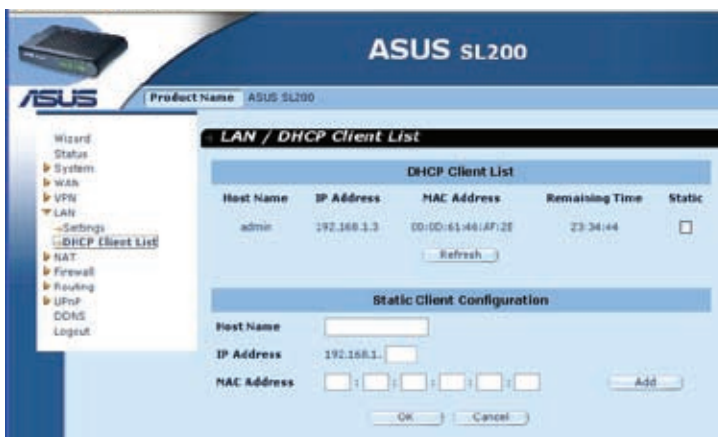 ASUS SL200
ASUS
Product Name ASUS SL200
Wizard
Status
System
WAN
VPN
LAN
Settings
DHCP Client List
NAT
Firewall
Routing
UPnP
DDNS
Logout
LAN / DHCP Client List
DHCP Client List
Host Name IP Address MAC Address Remaining Time Static
admin 192.168.1.3 00:0D:61:46:AF:2E 23:34:44
Refresh
Static Client Configuration
Host Name
IP Address 192.168.1.
MAC Address : : : : : Add
OK Cancel